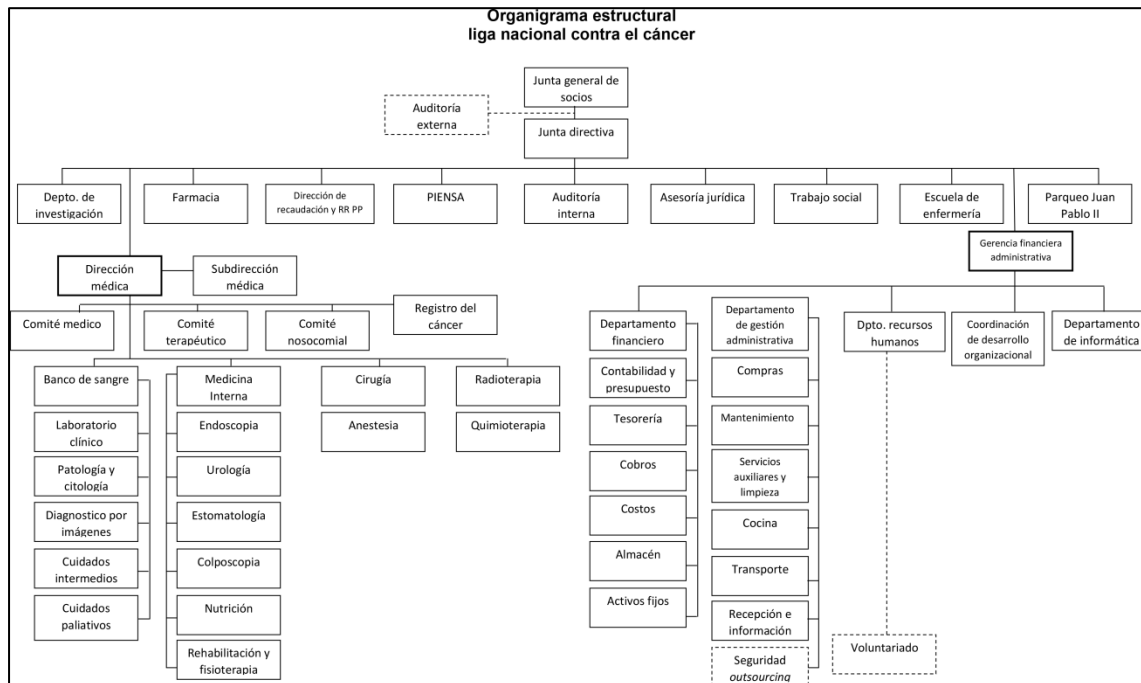 Organigrama estructural
liga nacional contra el cáncer
Junta general de
socios
Auditoría
externa
Junta directiva
Depto. de
investigación
Farmacia
Dirección de
recaudación y RR PP
PIENSA
Auditoría
interna
Asesoría jurídica
Trabajo social
Escuela de
enfermería
Parqueo Juan
Pablo II
Gerencia financiera
administrativa
Dirección
médica
Subdirección
médica
Registro del
cáncer
Comité medico
Comité
terapéutico
Comité
nosocomial
Departamento
financiero
Departamento
de gestión
administrativa
Dpto. recursos
humanos
Coordinación
de desarrollo
organizacional
Departamento
de informática
Banco de sangre
Medicina
Interna
Cirugía
Radioterapia
Contabilidad y
presupuesto
Compras
Laboratorio
clínico
Endoscopia
Anestesia
Quimioterapia
Tesorería
Mantenimiento
Patología y
citología
Urología
Cobros
Servicios
auxiliares y
limpieza
Diagnostico por
imágenes
Estomatología
Costos
Cocina
Cuidados
intermedios
Colposcopia
Almacén
Transporte
Cuidados
paliativos
Nutrición
Activos fijos
Recepción e
información
Rehabilitación y
fisioterapia
Seguridad
outsourcing
Voluntariado